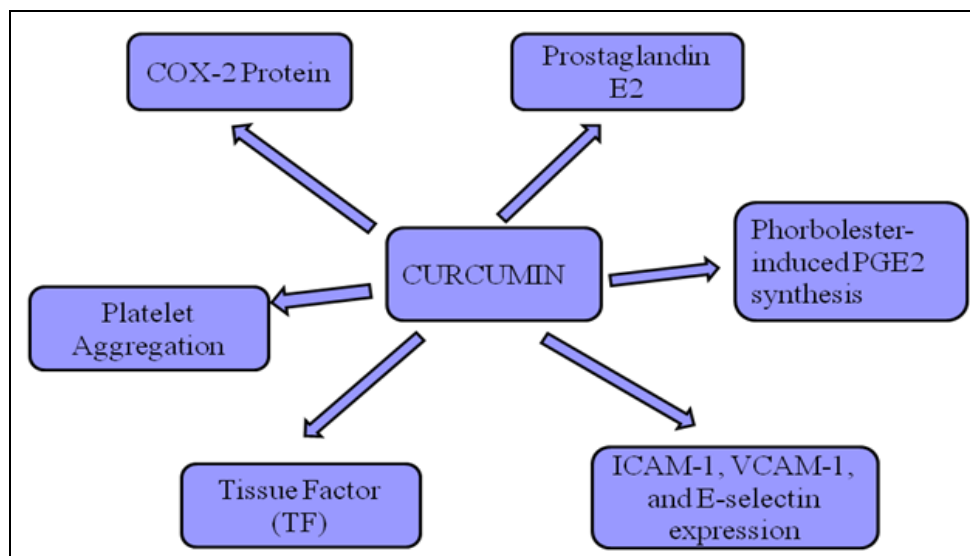 COX-2 Protein
Prostaglandin
E2
CURCUMIN
Phorbolester-
induced PGE2
synthesis
Platelet
Aggregation
Tissue Factor
(TF)
ICAM-1, VCAM-1,
and E-selectin
expression